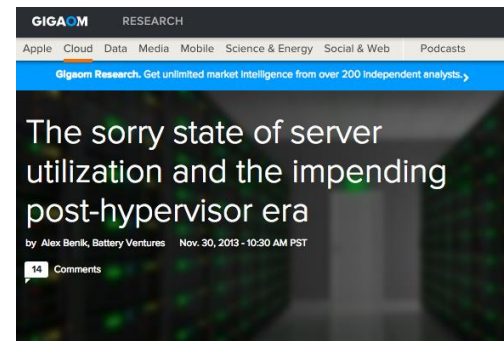 GIGAOM RESEARCH
Apple Cloud Data Media Mobile Science & Energy Social & Web Podcasts
Gigaom Research. Get unlimited market intelligence from over 200 independent analysts. >
The sorry state of server
utilization and the impending
post-hypervisor era
by Alex Benik, Battery Ventures Nov. 30, 2013 - 10:30 AM PST
14 Comments